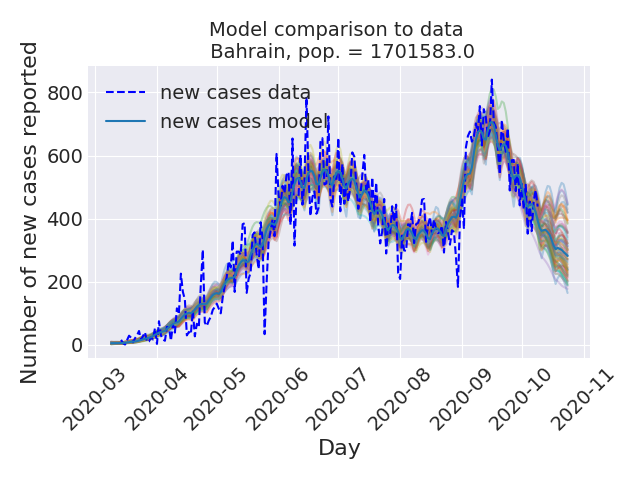 Model comparison to data
Bahrain, pop. = 1701583.0
Number of new cases reported
800
600
400
200
0
new cases data
new cases model
2020-03
2020-04
2020-05
2020-06
2020-07
2020-08
2020-09
2020-10
2020-11
Day